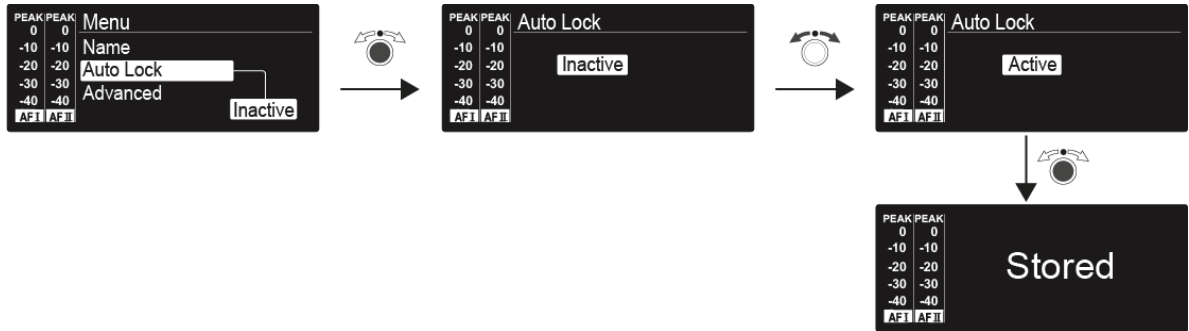 PEAK PEAK
0 0
-10 -10
-20 -20
-30 -30
-40 -40
AF I AF II
Menu
Name
Auto Lock
Advanced
Inactive
PEAK PEAK
0 0
-10 -10
-20 -20
-30 -30
-40 -40
AF I AF II
Auto Lock
Inactive
PEAK PEAK
0 0
-10 -10
-20 -20
-30 -30
-40 -40
AF I AF II
Auto Lock
Active
PEAK PEAK
0 0
-10 -10
-20 -20
-30 -30
-40 -40
AF I AF II
Stored